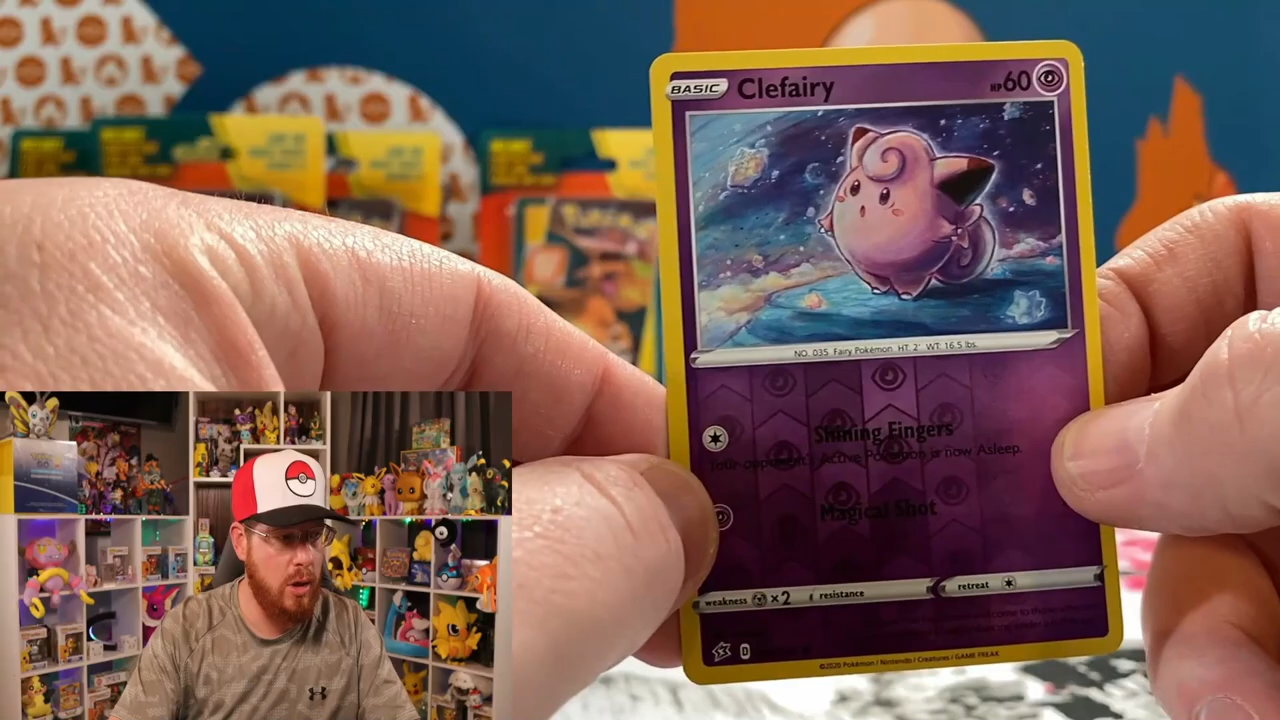 BASIC Clefairy HP60
NO. 035 Fairy Pokémon HT: 2' WT: 16.5 lbs.
Shining Fingers
Your opponent's Active Pokémon is now Asleep.
Magical Shot
weakness ×2 resistance retreat
D
©2020 Pokémon / Nintendo / Creatures / GAME FREAK